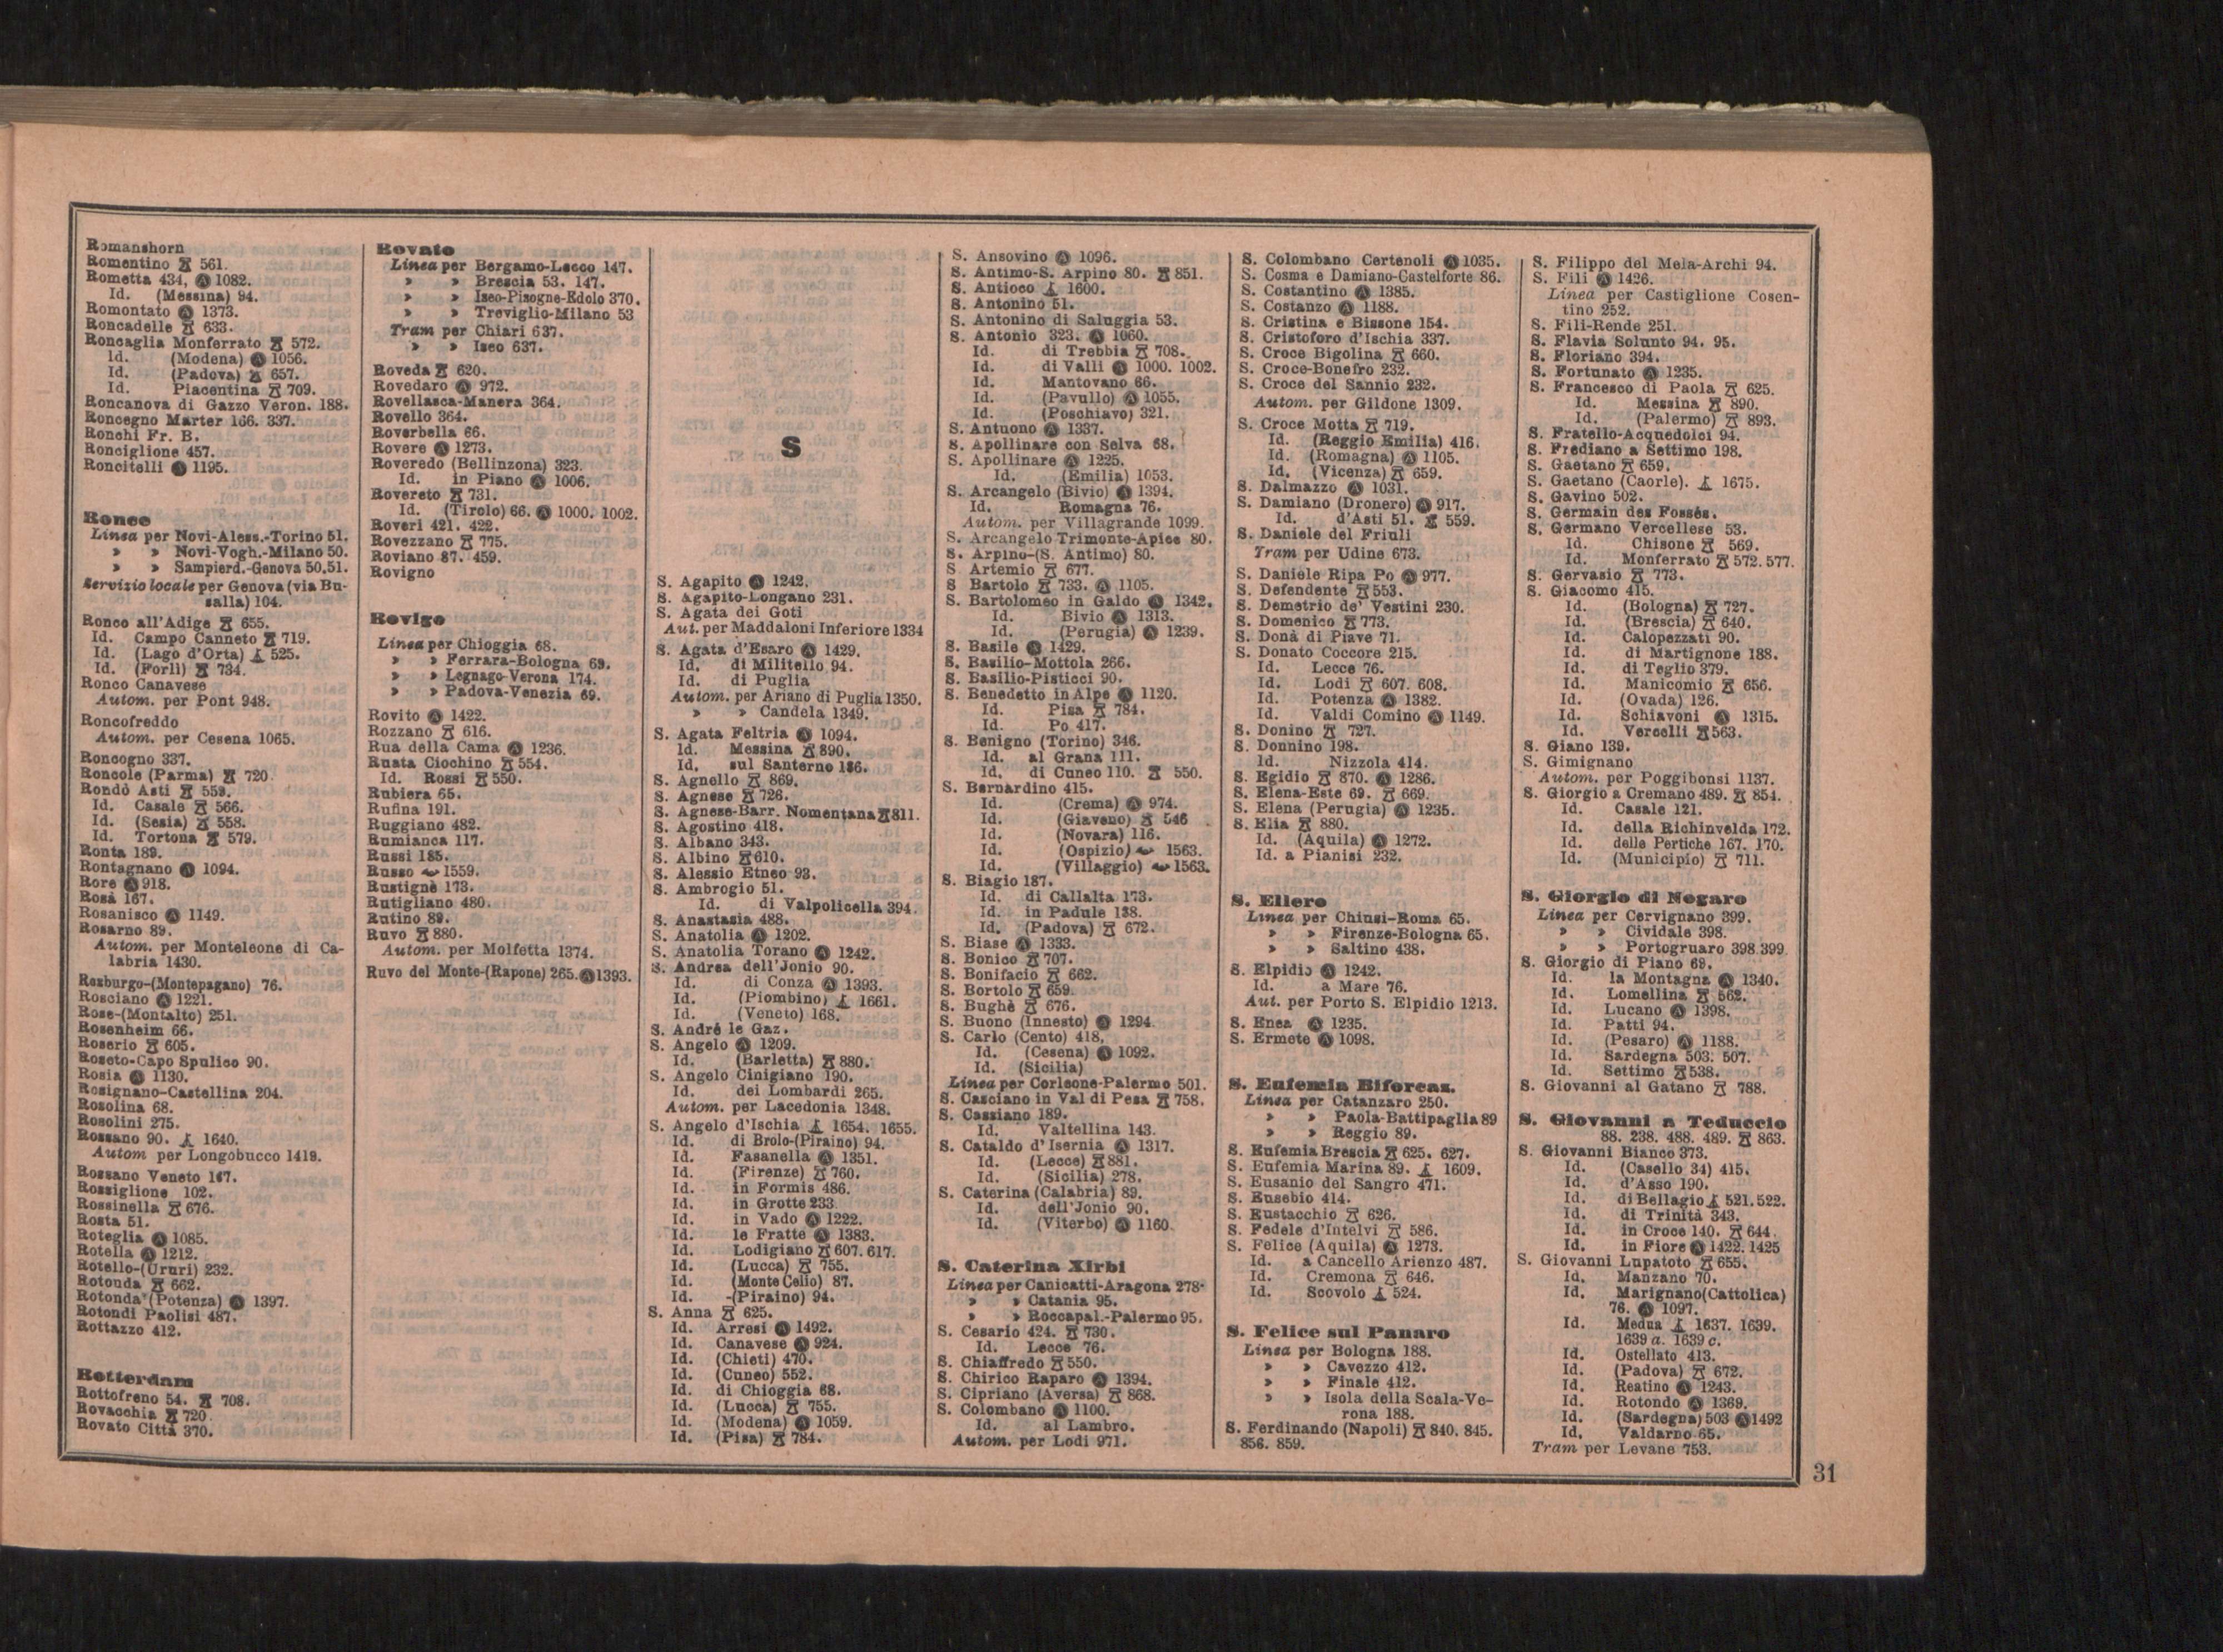 Romanshorn
Romentino 561.
Rometta 434, Ⓐ 1082.
Id. (Messina) 94.
Romontato Ⓐ 1373.
Roncadelle 633.
Roncaglia Monferrato 572.
Id. (Modena) Ⓐ 1056.
Id. (Padova) 657.
Id. Piacentina 709.
Roncanova di Gazzo Veron. 188.
Roncegno Marter 166. 337.
Ronchi Fr. B.
Ronciglione 457.
Roncitelli Ⓐ 1195.
Ronco
Linea per Novi-Aless.-Torino 51.
» » Novi-Vogh.-Milano 50.
» » Sampierd.-Genova 50.51.
Servizio locale per Genova (via Bu-
salla) 104.
Ronco all'Adige 655.
Id. Campo Canneto 719.
Id. (Lago d'Orta) 525.
Id. (Forlì) 734.
Ronco Canavese
Autom. per Pont 948.
Roncofreddo
Autom. per Cesena 1065.
Roncogno 337.
Roncole (Parma) 720
Rondò Asti 559.
Id. Casale 566.
Id. (Sesia) 558.
Id. Tortona 579.
Ronta 189.
Rontagnano Ⓐ 1094.
Rore Ⓐ 918.
Rosà 167.
Rosanisco Ⓐ 1149.
Rosarno 89.
Autom. per Monteleone di Ca-
labria 1430.
Rosburgo-(Montepagano) 76.
Rosciano Ⓐ 1221.
Rose-(Montalto) 251.
Rosenheim 66.
Roserio 605.
Roseto-Capo Spulico 90.
Rosia Ⓐ 1130.
Rosignano-Castellina 204.
Rosolina 68.
Rosolini 275.
Rossano 90. 1640.
Autom per Longobucco 1419.
Rossano Veneto 167.
Rossiglione 102.
Rossinella 676.
Rosta 51.
Roteglia Ⓐ 1085.
Rotella Ⓐ 1212.
Rotello-(Ururi) 232.
Rotonda 662.
Rotonda (Potenza) Ⓐ 1397.
Rotondi Paolisi 487.
Rottazzo 412.
Rotterdam
Rottofreno 54. 708.
Rovacchia 720
Rovato Città 370.
Rovato
Linea per Bergamo-Lecco 147.
» » Brescia 53. 147.
» » Iseo-Pisogne-Edolo 370.
» » Treviglio-Milano 53
Tram per Chiari 637.
» » Iseo 637.
Roveda 620.
Rovedaro Ⓐ 972.
Rovellasca-Manera 364.
Rovello 364.
Roverbella 66.
Rovere Ⓐ 1273.
Roveredo (Bellinzona) 323.
Id. in Piano Ⓐ 1006.
Rovereto 731.
Id. (Tirolo) 66. Ⓐ 1000. 1002.
Roveri 421. 422.
Rovezzano 775.
Roviano 87. 459.
Rovigno
Rovigo
Linea per Chioggia 68.
» » Ferrara-Bologna 69.
» » Legnago-Verona 174.
» » Padova-Venezia 69.
Rovito Ⓐ 1422.
Rozzano 616.
Rua della Cama Ⓐ 1236.
Ruata Ciochino 554.
Id. Rossi 550.
Rubiera 65.
Rufina 191.
Ruggiano 482.
Rumianca 117.
Russi 185.
Russo 1559.
Rustignè 173.
Rutigliano 480.
Rutino 89.
Ruvo 880.
Autom. per Molfetta 1374.
Ruvo del Monte-(Rapone) 265. Ⓐ 1393.
S
S. Agapito Ⓐ 1242.
S. Agapito-Longano 231.
S. Agata dei Goti
Aut. per Maddaloni Inferiore 1334
S. Agata d'Esaro Ⓐ 1429.
Id. di Militello 94.
Id. di Puglia
Autom. per Ariano di Puglia 1350.
» » Candela 1349.
S. Agata Feltria Ⓐ 1094.
Id. Messina 890.
Id. sul Santerno 186.
S. Agnello 869.
S. Agnese 726.
S. Agnese-Barr. Nomentana 811.
S. Agostino 418.
S. Albano 343.
S. Albino 610.
S. Alessio Etneo 93.
S. Ambrogio 51.
Id. di Valpolicella 394.
S. Anastasia 488.
S. Anatolia Ⓐ 1202.
S. Anatolia Torano Ⓐ 1242.
S. Andrea dell'Jonio 90.
Id. di Conza Ⓐ 1393.
Id. (Piombino) 1661.
Id. (Veneto) 168.
S. André le Gaz.
S. Angelo Ⓐ 1209.
Id. (Barletta) 880.
S. Angelo Cinigiano 190.
Id. dei Lombardi 265.
Autom. per Lacedonia 1348.
S. Angelo d'Ischia 1654. 1655.
Id. di Brolo-(Piraino) 94.
Id. Fasanella Ⓐ 1351.
Id. (Firenze) 760.
Id. in Formis 486.
Id. in Grotte 233
Id. in Vado Ⓐ 1222.
Id. le Fratte Ⓐ 1383.
Id. Lodigiano 607. 617.
Id. (Lucca) 755.
Id. (Monte Celio) 87.
Id. -(Piraino) 94.
S. Anna 625.
Id. Arresi Ⓐ 1492.
Id. Canavese Ⓐ 924.
Id. (Chieti) 470.
Id. (Cuneo) 552.
Id. di Chioggia 68.
Id. (Lucca) 755.
Id. (Modena) Ⓐ 1059.
Id. (Pisa) 784.
S. Ansovino Ⓐ 1096.
S. Antimo-S. Arpino 80. 851.
S. Antioco 1600.
S. Antonino 51.
S. Antonino di Saluggia 53.
S. Antonio 323. Ⓐ 1060.
Id. di Trebbia 708.
Id. di Valli Ⓐ 1000. 1002.
Id. Mantovano 66.
Id. (Pavullo) Ⓐ 1055.
Id. (Poschiavo) 321.
S. Antuono Ⓐ 1337.
S. Apollinare con Selva 68.
S. Apollinare Ⓐ 1225.
Id. (Emilia) 1053.
S. Arcangelo (Bivio) Ⓐ 1394.
Id. Romagna 76.
Autom. per Villagrande 1099.
S. Arcangelo Trimonte-Apice 80.
S. Arpino-(S. Antimo) 80.
S Artemio 677.
S Bartolo 733. Ⓐ 1105.
S. Bartolomeo in Galdo Ⓐ 1342.
Id. Bivio Ⓐ 1313.
Id. (Perugia) Ⓐ 1239.
S. Basile Ⓐ 1429.
S. Basilio-Mottola 266.
S. Basilio-Pisticci 90.
S. Benedetto in Alpe Ⓐ 1120.
Id. Pisa 784.
Id. Po 417.
S. Benigno (Torino) 346.
Id. al Grana 111.
Id. di Cuneo 110. 550.
S. Bernardino 415.
Id. (Crema) Ⓐ 974.
Id. (Giaveno) 546
Id. (Novara) 116.
Id. (Ospizio) 1563.
Id. (Villaggio) 1563.
S. Biagio 187.
Id. di Callalta 173.
Id. in Padule 138.
Id. (Padova) 672.
S. Biase Ⓐ 1333.
S. Bonico 707.
S. Bonifacio 662.
S. Bortolo 659.
S. Bughè 676.
S. Buono (Innesto) Ⓐ 1294.
S. Carlo (Cento) 418,
Id. (Cesena) Ⓐ 1092.
Id. (Sicilia)
Linea per Corleone-Palermo 501.
S. Casciano in Val di Pesa 758.
S. Cassiano 189.
Id. Valtellina 143.
S. Cataldo d'Isernia Ⓐ 1317.
Id. (Lecce) 881.
Id. (Sicilia) 278.
S. Caterina (Calabria) 89.
Id. dell'Jonio 90.
Id. (Viterbo) Ⓐ 1160.
S. Caterina Xirbi
Linea per Canicatti-Aragona 278.
» » Catania 95.
» » Roccapal.-Palermo 95.
S. Cesario 424. 730.
Id. Lecce 76.
S. Chiaffredo 550.
S. Chirico Raparo Ⓐ 1394.
S. Cipriano (Aversa) 868.
S. Colombano Ⓐ 1100.
Id. al Lambro.
Autom. per Lodi 971.
S. Colombano Certenoli Ⓐ 1035.
S. Cosma e Damiano-Castelforte 86.
S. Costantino Ⓐ 1385.
S. Costanzo Ⓐ 1188.
S. Cristina e Bissone 154.
S. Cristoforo d'Ischia 337.
S. Croce Bigolina 660.
S. Croce-Bonefro 232.
S. Croce del Sannio 232.
Autom. per Gildone 1309.
S. Croce Motta 719.
Id. (Reggio Emilia) 416.
Id. (Romagna) Ⓐ 1105.
Id. (Vicenza) 659.
S. Dalmazzo Ⓐ 1031.
S. Damiano (Dronero) Ⓐ 917.
Id. d'Asti 51. 559.
S. Daniele del Friuli
Tram per Udine 673.
S. Daniele Ripa Po Ⓐ 977.
S. Defendente 553.
S. Demetrio de' Vestini 230.
S. Domenico 773.
S. Donà di Piave 71.
S. Donato Coccore 215.
Id. Lecce 76.
Id. Lodi 607. 608.
Id. Potenza Ⓐ 1382.
Id. Valdi Comino Ⓐ 1149.
S. Donino 727.
S. Donnino 198.
Id. Nizzola 414.
S. Egidio 870. Ⓐ 1286.
S. Elena-Este 69. 669.
S. Elena (Perugia) Ⓐ 1235.
S. Elia 880.
Id. (Aquila) Ⓐ 1272.
Id. a Pianisi 232.
S. Ellero
Linea per Chiusi-Roma 65.
» » Firenze-Bologna 65.
» » Saltino 438.
S. Elpidio Ⓐ 1242.
Id. a Mare 76.
Aut. per Porto S. Elpidio 1213.
S. Enea Ⓐ 1235.
S. Ermete Ⓐ 1098.
S. Eufemia Biforcaz.
Linea per Catanzaro 250.
» » Paola-Battipaglia 89
» » Reggio 89.
S. Eufemia Brescia 625. 627.
S. Eufemia Marina 89. 1609.
S. Eusanio del Sangro 471.
S. Eusebio 414.
S. Eustacchio 626.
S. Fedele d'Intelvi 586.
S. Felice (Aquila) Ⓐ 1273.
Id. a Cancello Arienzo 487.
Id. Cremona 646.
Id. Scovolo 524.
S. Felice sul Panaro
Linea per Bologna 188.
» » Cavezzo 412.
» » Finale 412.
» » Isola della Scala-Ve-
rona 188.
S. Ferdinando (Napoli) 840. 845.
856. 859.
S. Filippo del Mela-Archi 94.
S. Fili Ⓐ 1426.
Linea per Castiglione Cosen-
tino 252.
S. Fili-Rende 251.
S. Flavia Solunto 94. 95.
S. Floriano 394.
S. Fortunato Ⓐ 1235.
S. Francesco di Paola 625.
Id. Messina 890.
Id. (Palermo) 893.
S. Fratello-Acquedolci 94.
S. Frediano a Settimo 198.
S. Gaetano 659.
S. Gaetano (Caorle). 1675.
S. Gavino 502.
S. Germain des Fossés.
S. Germano Vercellese 53.
Id. Chisone 569.
Id. Monferrato 572. 577.
S. Gervasio 773.
S. Giacomo 415.
Id. (Bologna) 727.
Id. (Brescia) 640.
Id. Calopezzati 90.
Id. di Martignone 188.
Id. di Teglio 379.
Id. Manicomio 656.
Id. (Ovada) 126.
Id. Schiavoni Ⓐ 1315.
Id. Vercelli 563.
S. Giano 139.
S. Gimignano
Autom. per Poggibonsi 1137.
S. Giorgio a Cremano 489. 854.
Id. Casale 121.
Id. della Richinvelda 172.
Id. delle Pertiche 167. 170.
Id. (Municipio) 711.
S. Giorgio di Nogaro
Linea per Cervignano 399.
» » Cividale 398.
» » Portogruaro 398 399
S. Giorgio di Piano 69.
Id. la Montagna Ⓐ 1340.
Id. Lomellina 562.
Id. Lucano Ⓐ 1398.
Id. Patti 94.
Id. (Pesaro) Ⓐ 1188.
Id. Sardegna 503. 507.
Id. Settimo 538.
S. Giovanni al Gatano 788.
S. Giovanni a Teduccio
88. 238. 488. 489. 863.
S. Giovanni Bianco 373.
Id. (Casello 34) 415.
Id. d'Asso 190.
Id. di Bellagio 521. 522.
Id. di Trinità 343.
Id. in Croce 140. 644
Id. in Fiore Ⓐ 1422. 1425
S. Giovanni Lupatoto 655.
Id. Manzano 70.
Id. Marignano (Cattolica)
76. Ⓐ 1097.
Id. Medua 1637. 1639.
1639 a. 1639 c.
Id. Ostellato 413.
Id. (Padova) 672.
Id. Reatino Ⓐ 1243.
Id. Rotondo Ⓐ 1369.
Id. (Sardegna) 503 Ⓐ 1492
Id. Valdarno 65.
Tram per Levane 753.
31